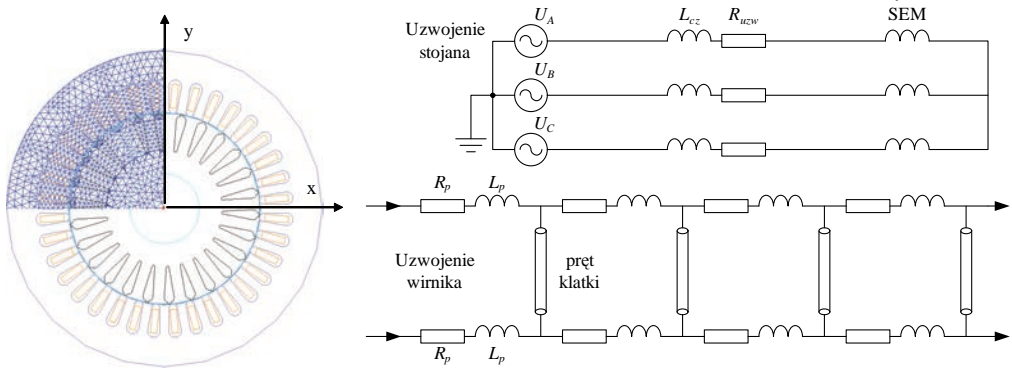 y
x
Uzwojenie
stojana
U_A
L_cz
R_uzw
SEM
U_B
U_C
R_p
L_p
Uzwojenie
wirnika
pręt
klatki
R_p
L_p